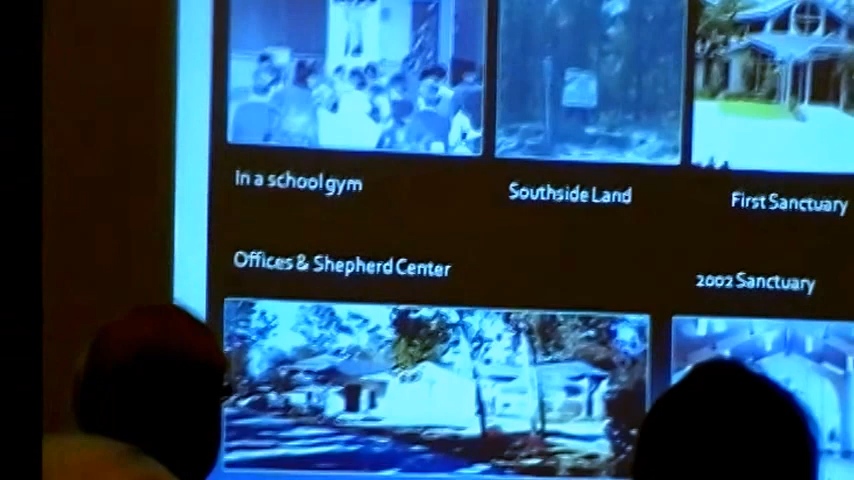 In a school gym
Southside Land
First Sanctuary
Offices & Shepherd Center
2002 Sanctuary